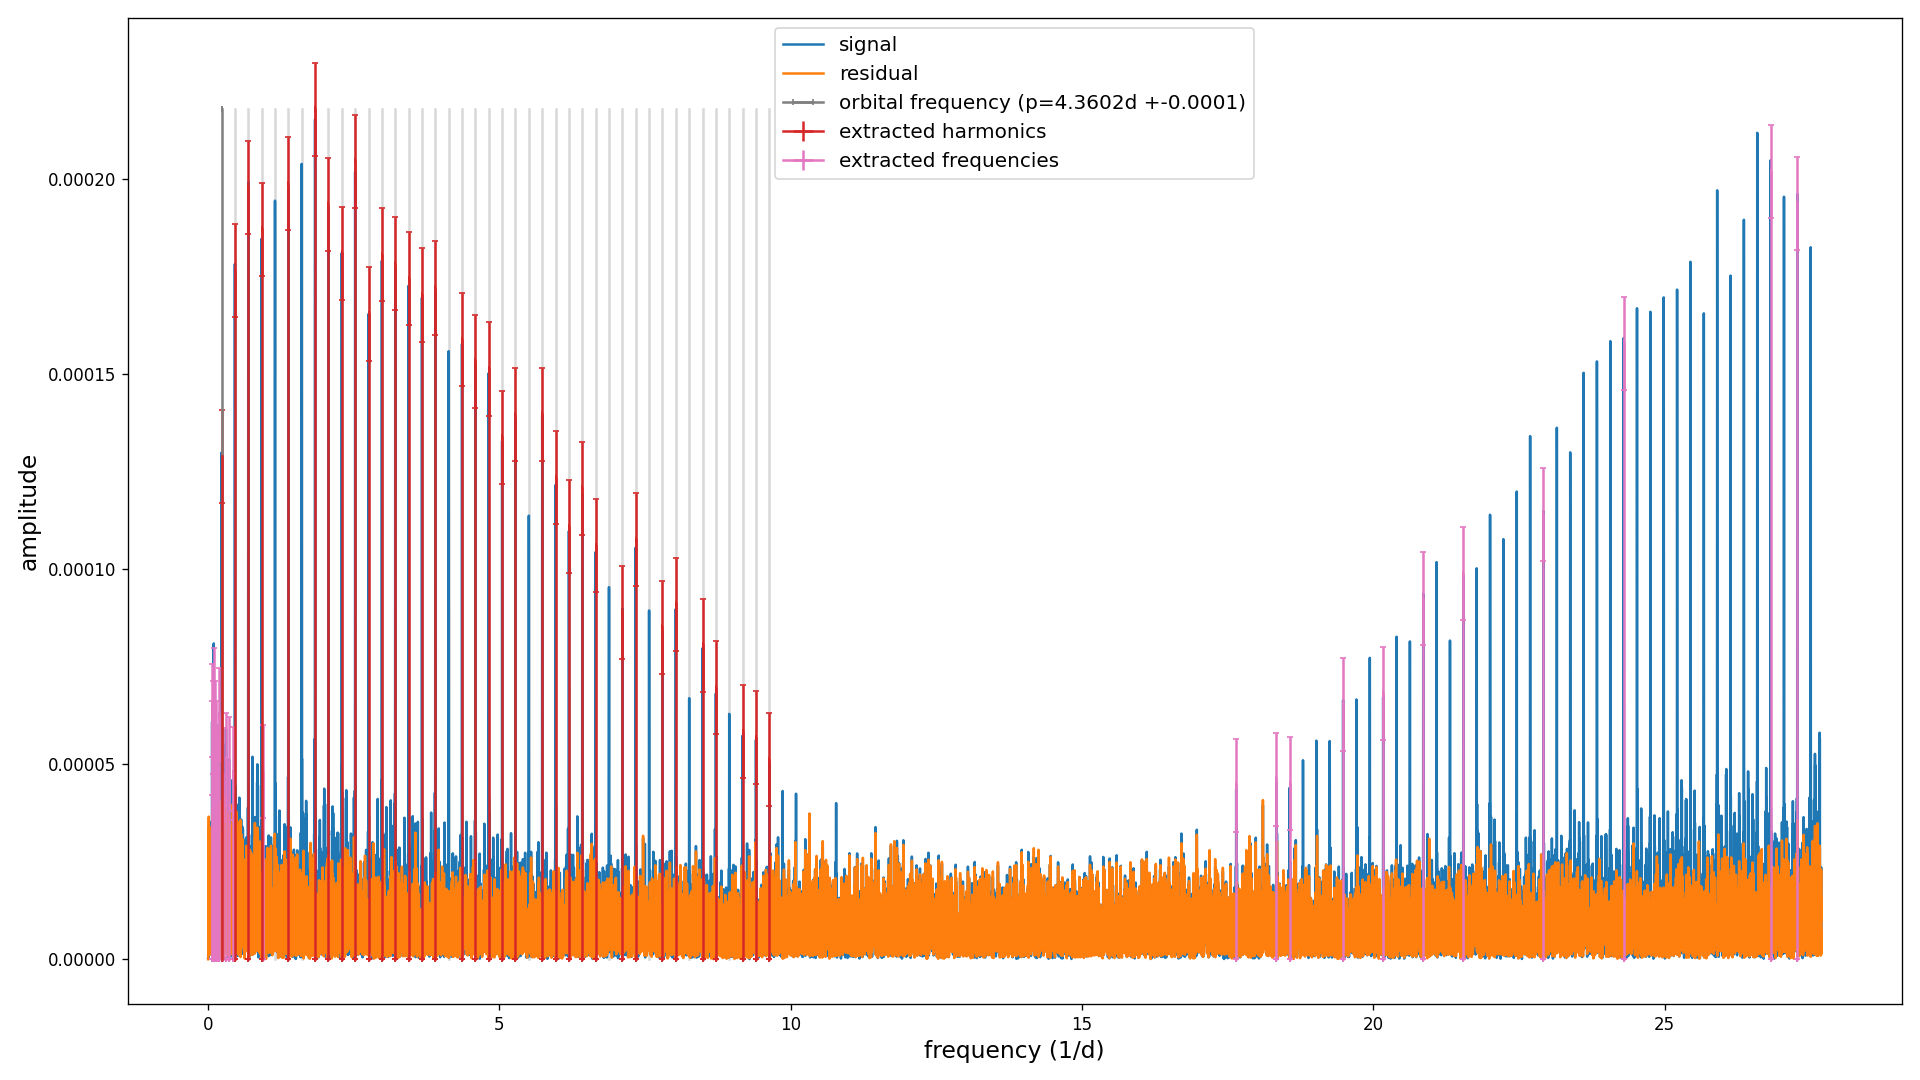 signal
residual
orbital frequency (p=4.3602d +-0.0001)
extracted harmonics
extracted frequencies
amplitude
0.00020
0.00015
0.00010
0.00005
0.00000
0 5 10 15 20 25
frequency (1/d)